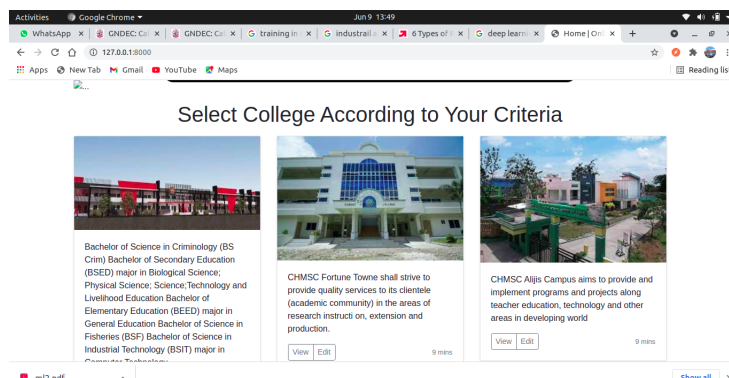 Activities Google Chrome Jun 9 13:49
WhatsApp GNDEC: Cal GNDEC: Cal training in industrail 6 Types of deep learni Home | Onl
127.0.0.1:8000
Apps New Tab Gmail YouTube Maps Reading lis
...
Select College According to Your Criteria
Bachelor of Science in Criminology (BS
Crim) Bachelor of Secondary Education
(BSED) major in Biological Science;
Physical Science; Science;Technology and
Livelihood Education Bachelor of
Elementary Education (BEED) major in
General Education Bachelor of Science in
Fisheries (BSF) Bachelor of Science in
Industrial Technology (BSIT) major in
Computer Technology
CHMSC Fortune Towne shall strive to
provide quality services to its clientele
(academic community) in the areas of
research instructi on, extension and
production.
View Edit 9 mins
CHMSC Alijis Campus aims to provide and
implement programs and projects along
teacher education, technology and other
areas in developing world
View Edit 9 mins
ml2.pdf Show all